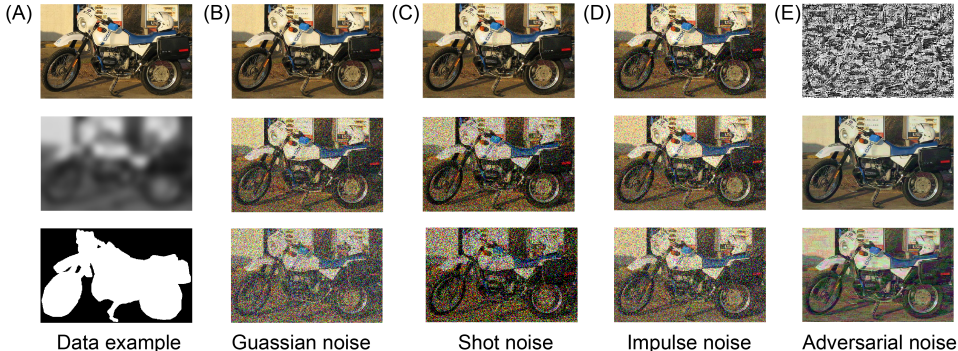 (A) (B) (C) (D) (E)
Data example Guassian noise Shot noise Impulse noise Adversarial noise